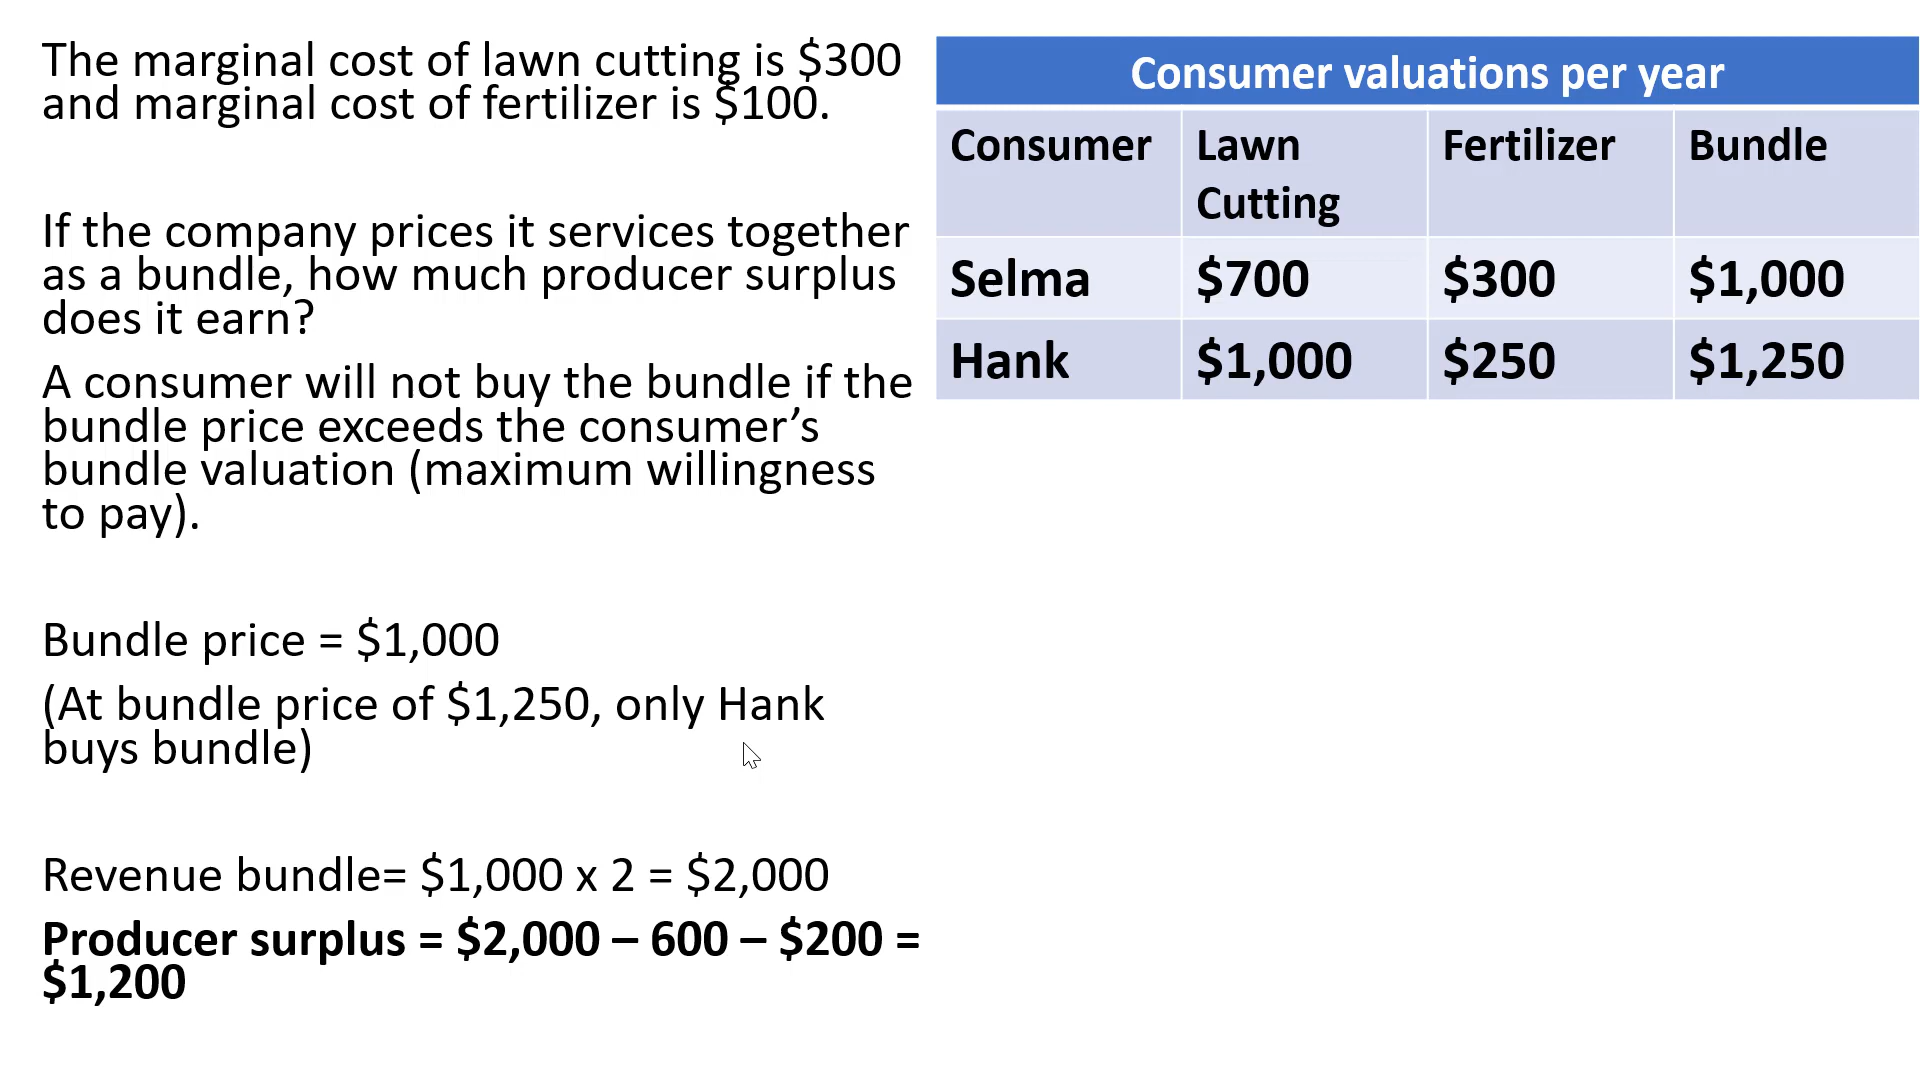 The marginal cost of lawn cutting is $300
and marginal cost of fertilizer is $100.
If the company prices it services together
as a bundle, how much producer surplus
does it earn?
A consumer will not buy the bundle if the
bundle price exceeds the consumer’s
bundle valuation (maximum willingness
to pay).
Bundle price = $1,000
(At bundle price of $1,250, only Hank
buys bundle)
Revenue bundle= $1,000 x 2 = $2,000
Producer surplus = $2,000 – 600 – $200 =
$1,200
Consumer valuations per year
Consumer Lawn Cutting Fertilizer Bundle
Selma $700 $300 $1,000
Hank $1,000 $250 $1,250